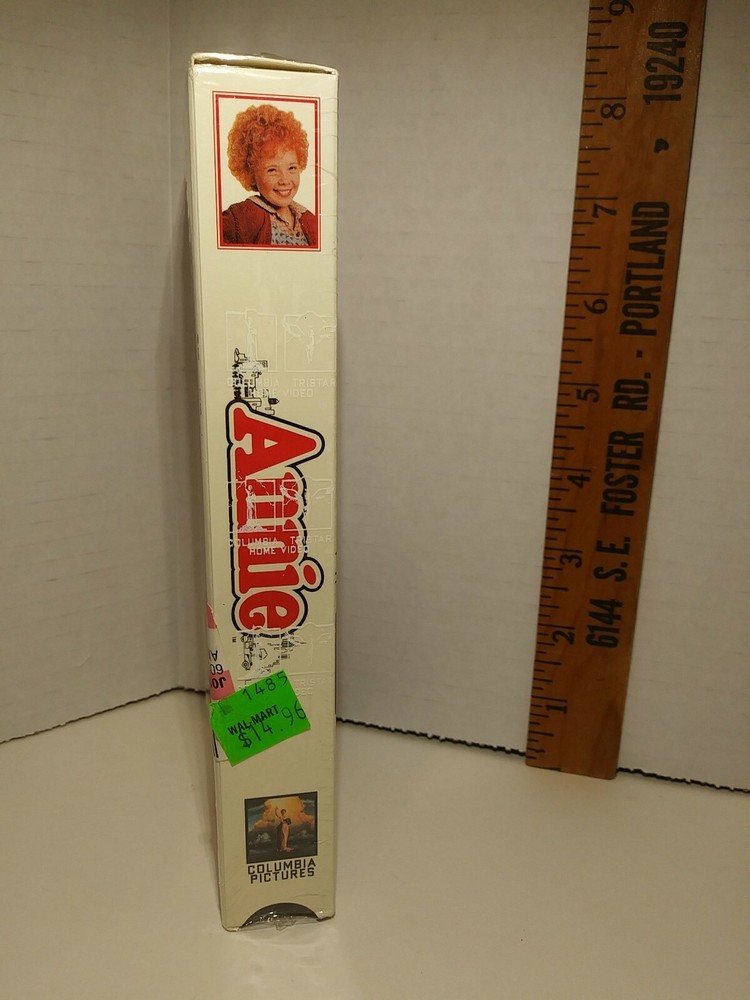 COLUMBIA TRISTAR
HOME VIDEO
Annie
COLUMBIA TRISTAR
HOME VIDEO
TM
1485
WAL-MART
$14.96
COLUMBIA
PICTURES
6144 S.E. FOSTER RD. - PORTLAND 19240
1 2 3 4 5 6 7 8 9